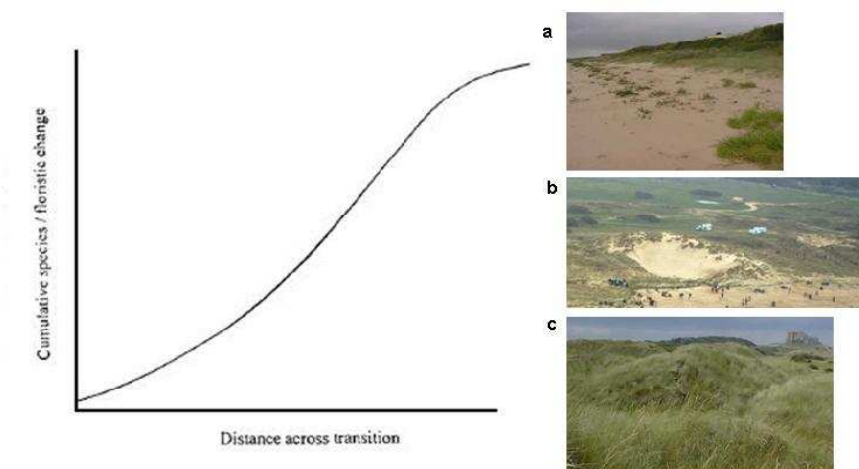 a
Cumulative species / floristic change
b
c
Distance across transition